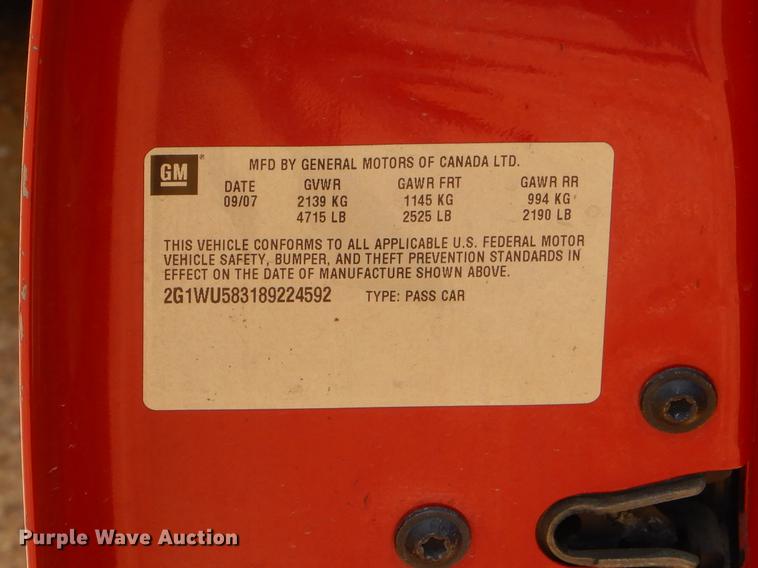 GM ® MFD BY GENERAL MOTORS OF CANADA LTD.
DATE GVWR GAWR FRT GAWR RR
09/07 2139 KG 1145 KG 994 KG
4715 LB 2525 LB 2190 LB
THIS VEHICLE CONFORMS TO ALL APPLICABLE U.S. FEDERAL MOTOR
VEHICLE SAFETY, BUMPER, AND THEFT PREVENTION STANDARDS IN
EFFECT ON THE DATE OF MANUFACTURE SHOWN ABOVE.
2G1WU583189224592 TYPE: PASS CAR
Purple Wave Auction